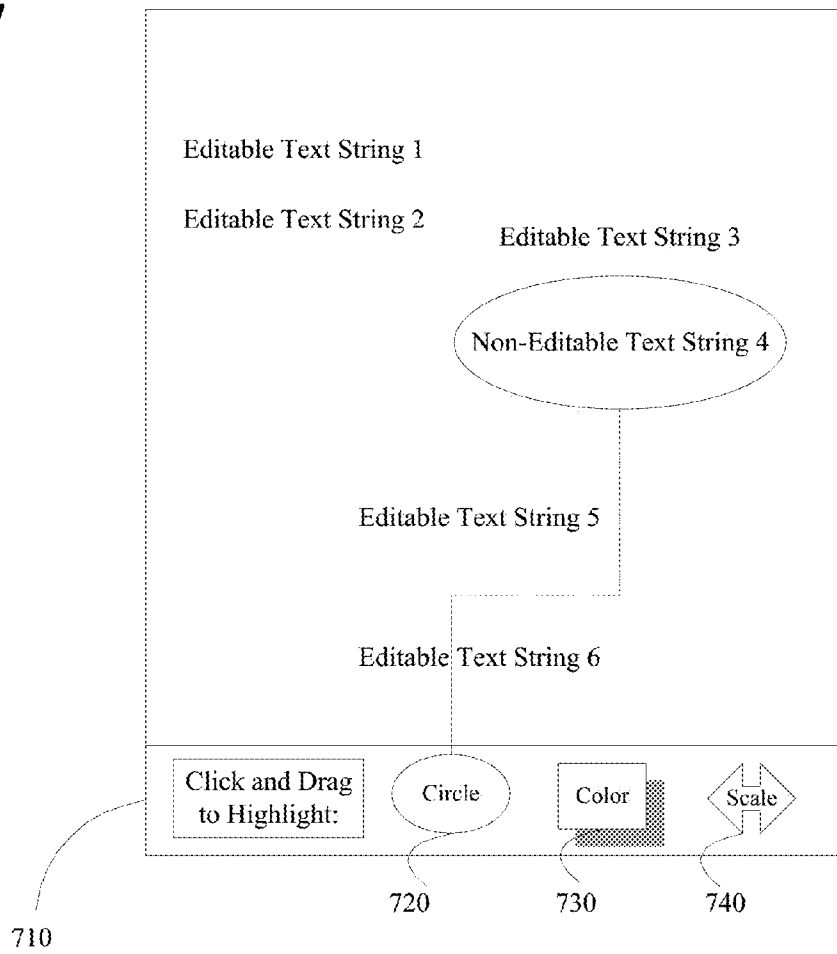 Editable Text String 1
Editable Text String 2
Editable Text String 3
Non-Editable Text String 4
Editable Text String 5
Editable Text String 6
Click and Drag
to Highlight:
Circle
Color
Scale
720
730
740
710